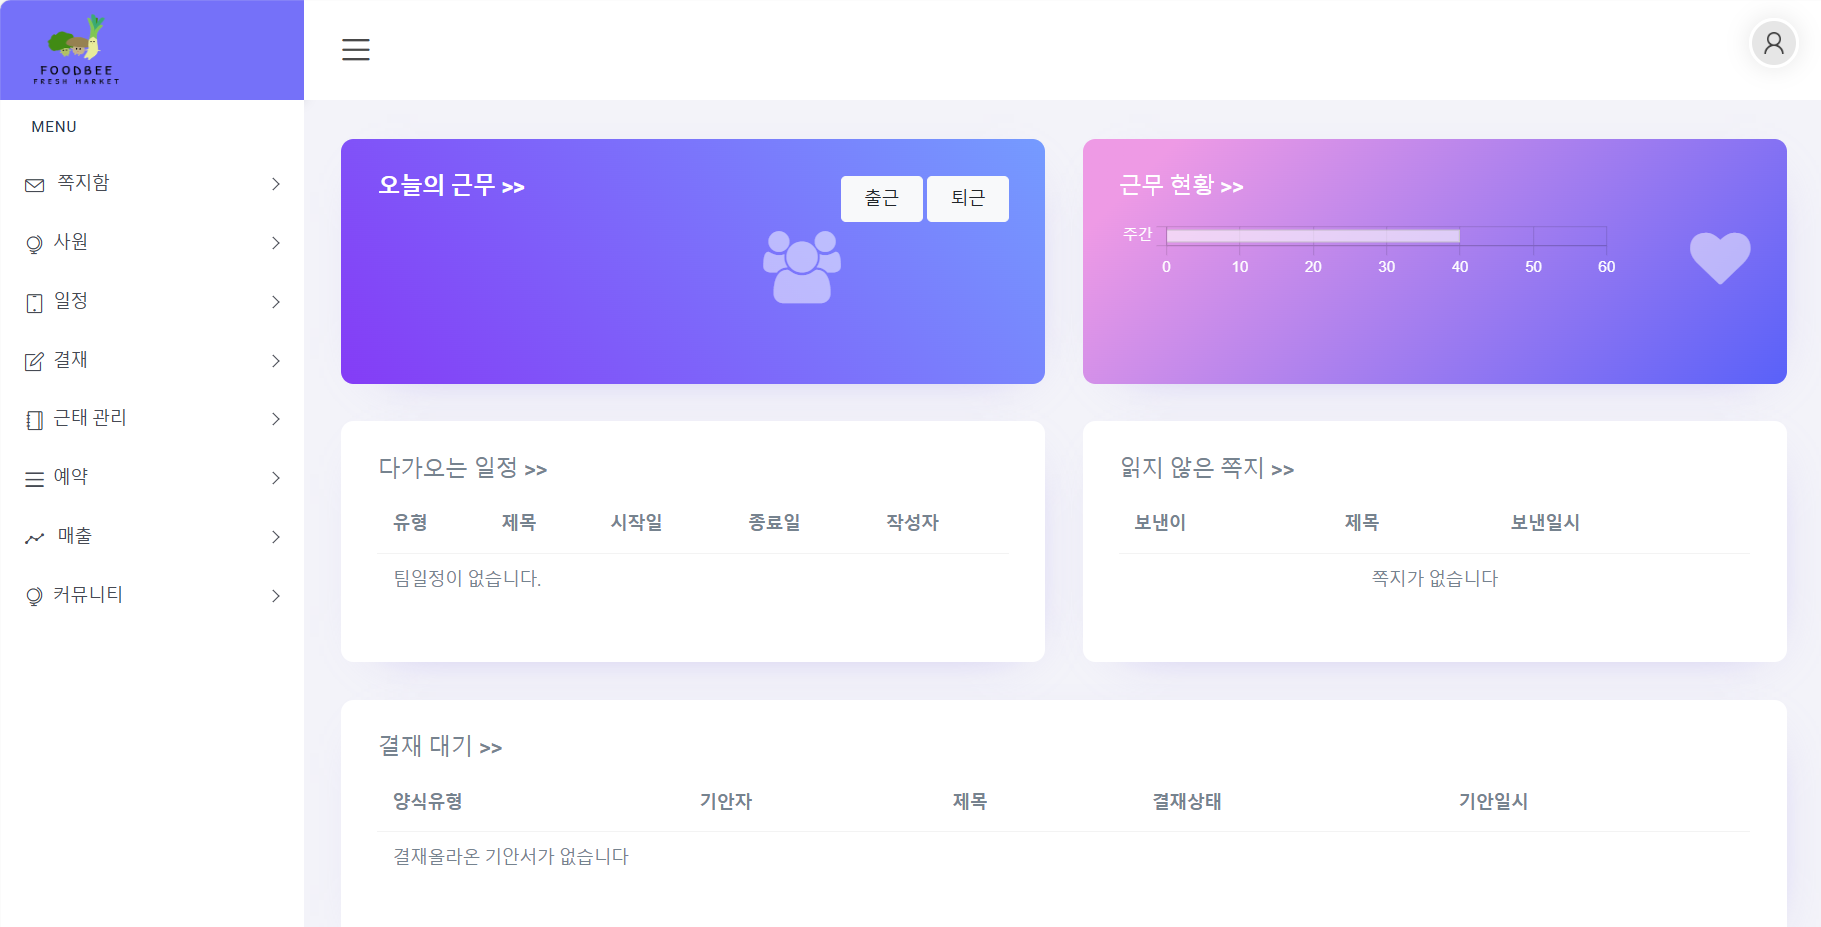 FOODBEE
FRESH MARKET
MENU
쪽지함
사원
일정
결재
근태 관리
예약
매출
커뮤니티
오늘의 근무 >>
출근 퇴근
근무 현황 >>
주간
0 10 20 30 40 50 60
다가오는 일정 >>
유형 제목 시작일 종료일 작성자
팀일정이 없습니다.
읽지 않은 쪽지 >>
보낸이 제목 보낸일시
쪽지가 없습니다
결재 대기 >>
양식유형 기안자 제목 결재상태 기안일시
결재올라온 기안서가 없습니다